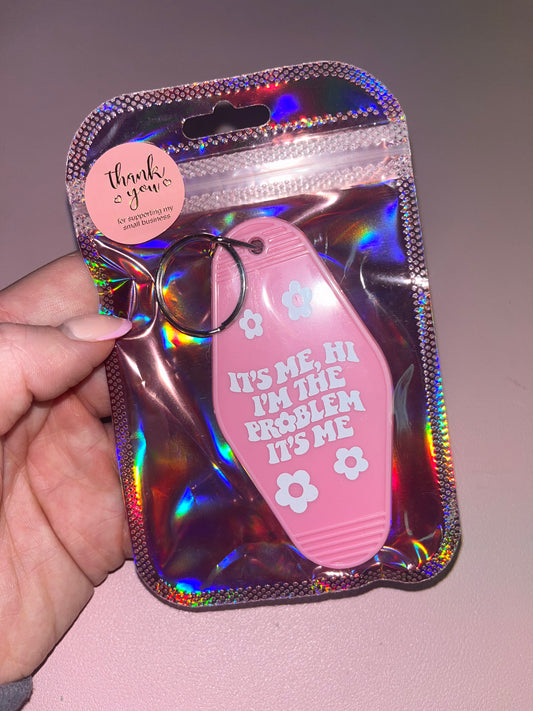 thank
you
for supporting my
small business
IT'S ME, HI
I'M THE
PROBLEM
IT'S ME